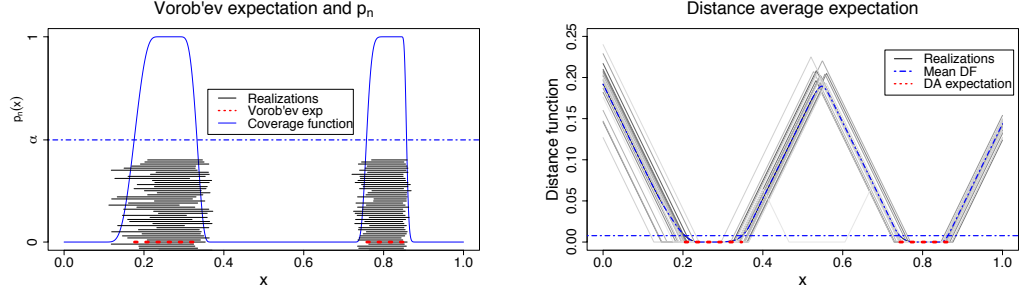 Vorob'ev expectation and pₙ
pₙ(x)
1
α
0
Realizations
Vorob'ev exp
Coverage function
0.0 0.2 0.4 0.6 0.8 1.0
x
Distance average expectation
Distance function
0.25
0.20
0.15
0.10
0.05
0.00
Realizations
Mean DF
DA expectation
0.0 0.2 0.4 0.6 0.8 1.0
x